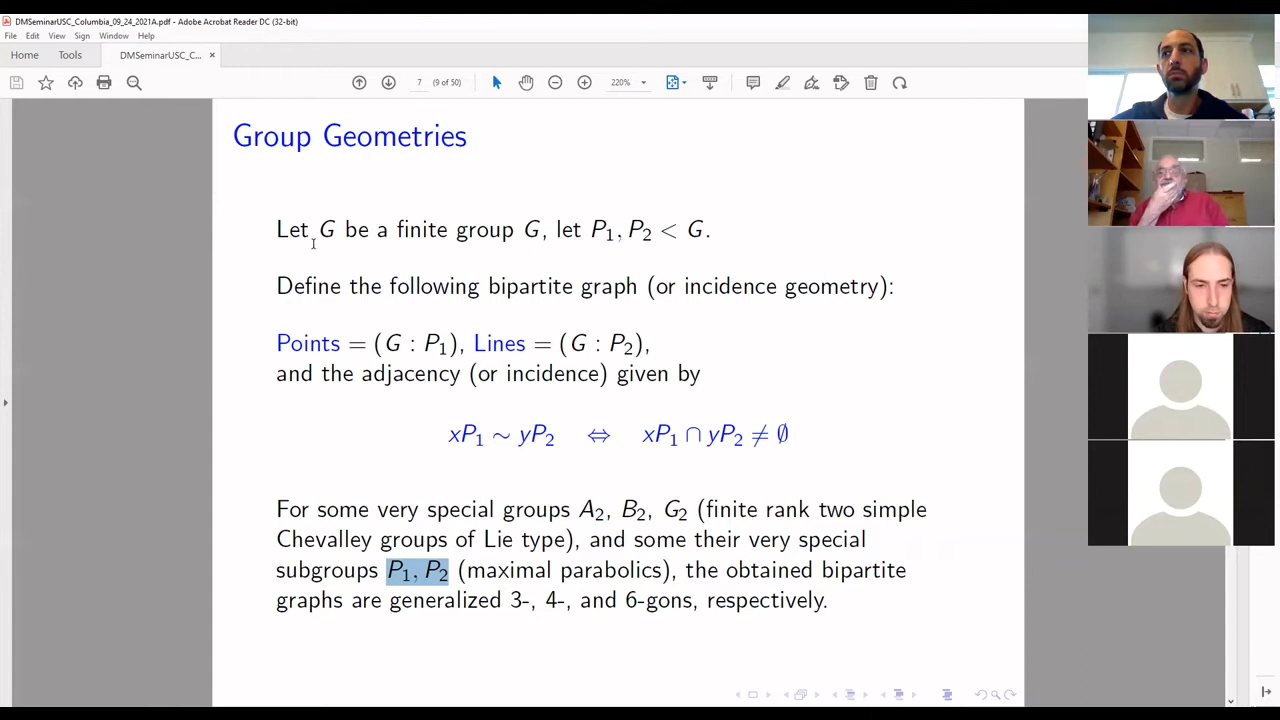 DMSeminarUSC_Columbia_09_24_2021A.pdf - Adobe Acrobat Reader DC (32-bit)
File Edit View Sign Window Help
Home Tools DMSeminarUSC_C... ×
7 (9 of 50) 220%
Group Geometries
Let G be a finite group G, let P₁, P₂ < G.
Define the following bipartite graph (or incidence geometry):
Points = (G : P₁), Lines = (G : P₂),
and the adjacency (or incidence) given by
xP₁ ∼ yP₂ ⇔ xP₁ ∩ yP₂ ≠ ∅
For some very special groups A₂, B₂, G₂ (finite rank two simple
Chevalley groups of Lie type), and some their very special
subgroups P₁, P₂ (maximal parabolics), the obtained bipartite
graphs are generalized 3-, 4-, and 6-gons, respectively.